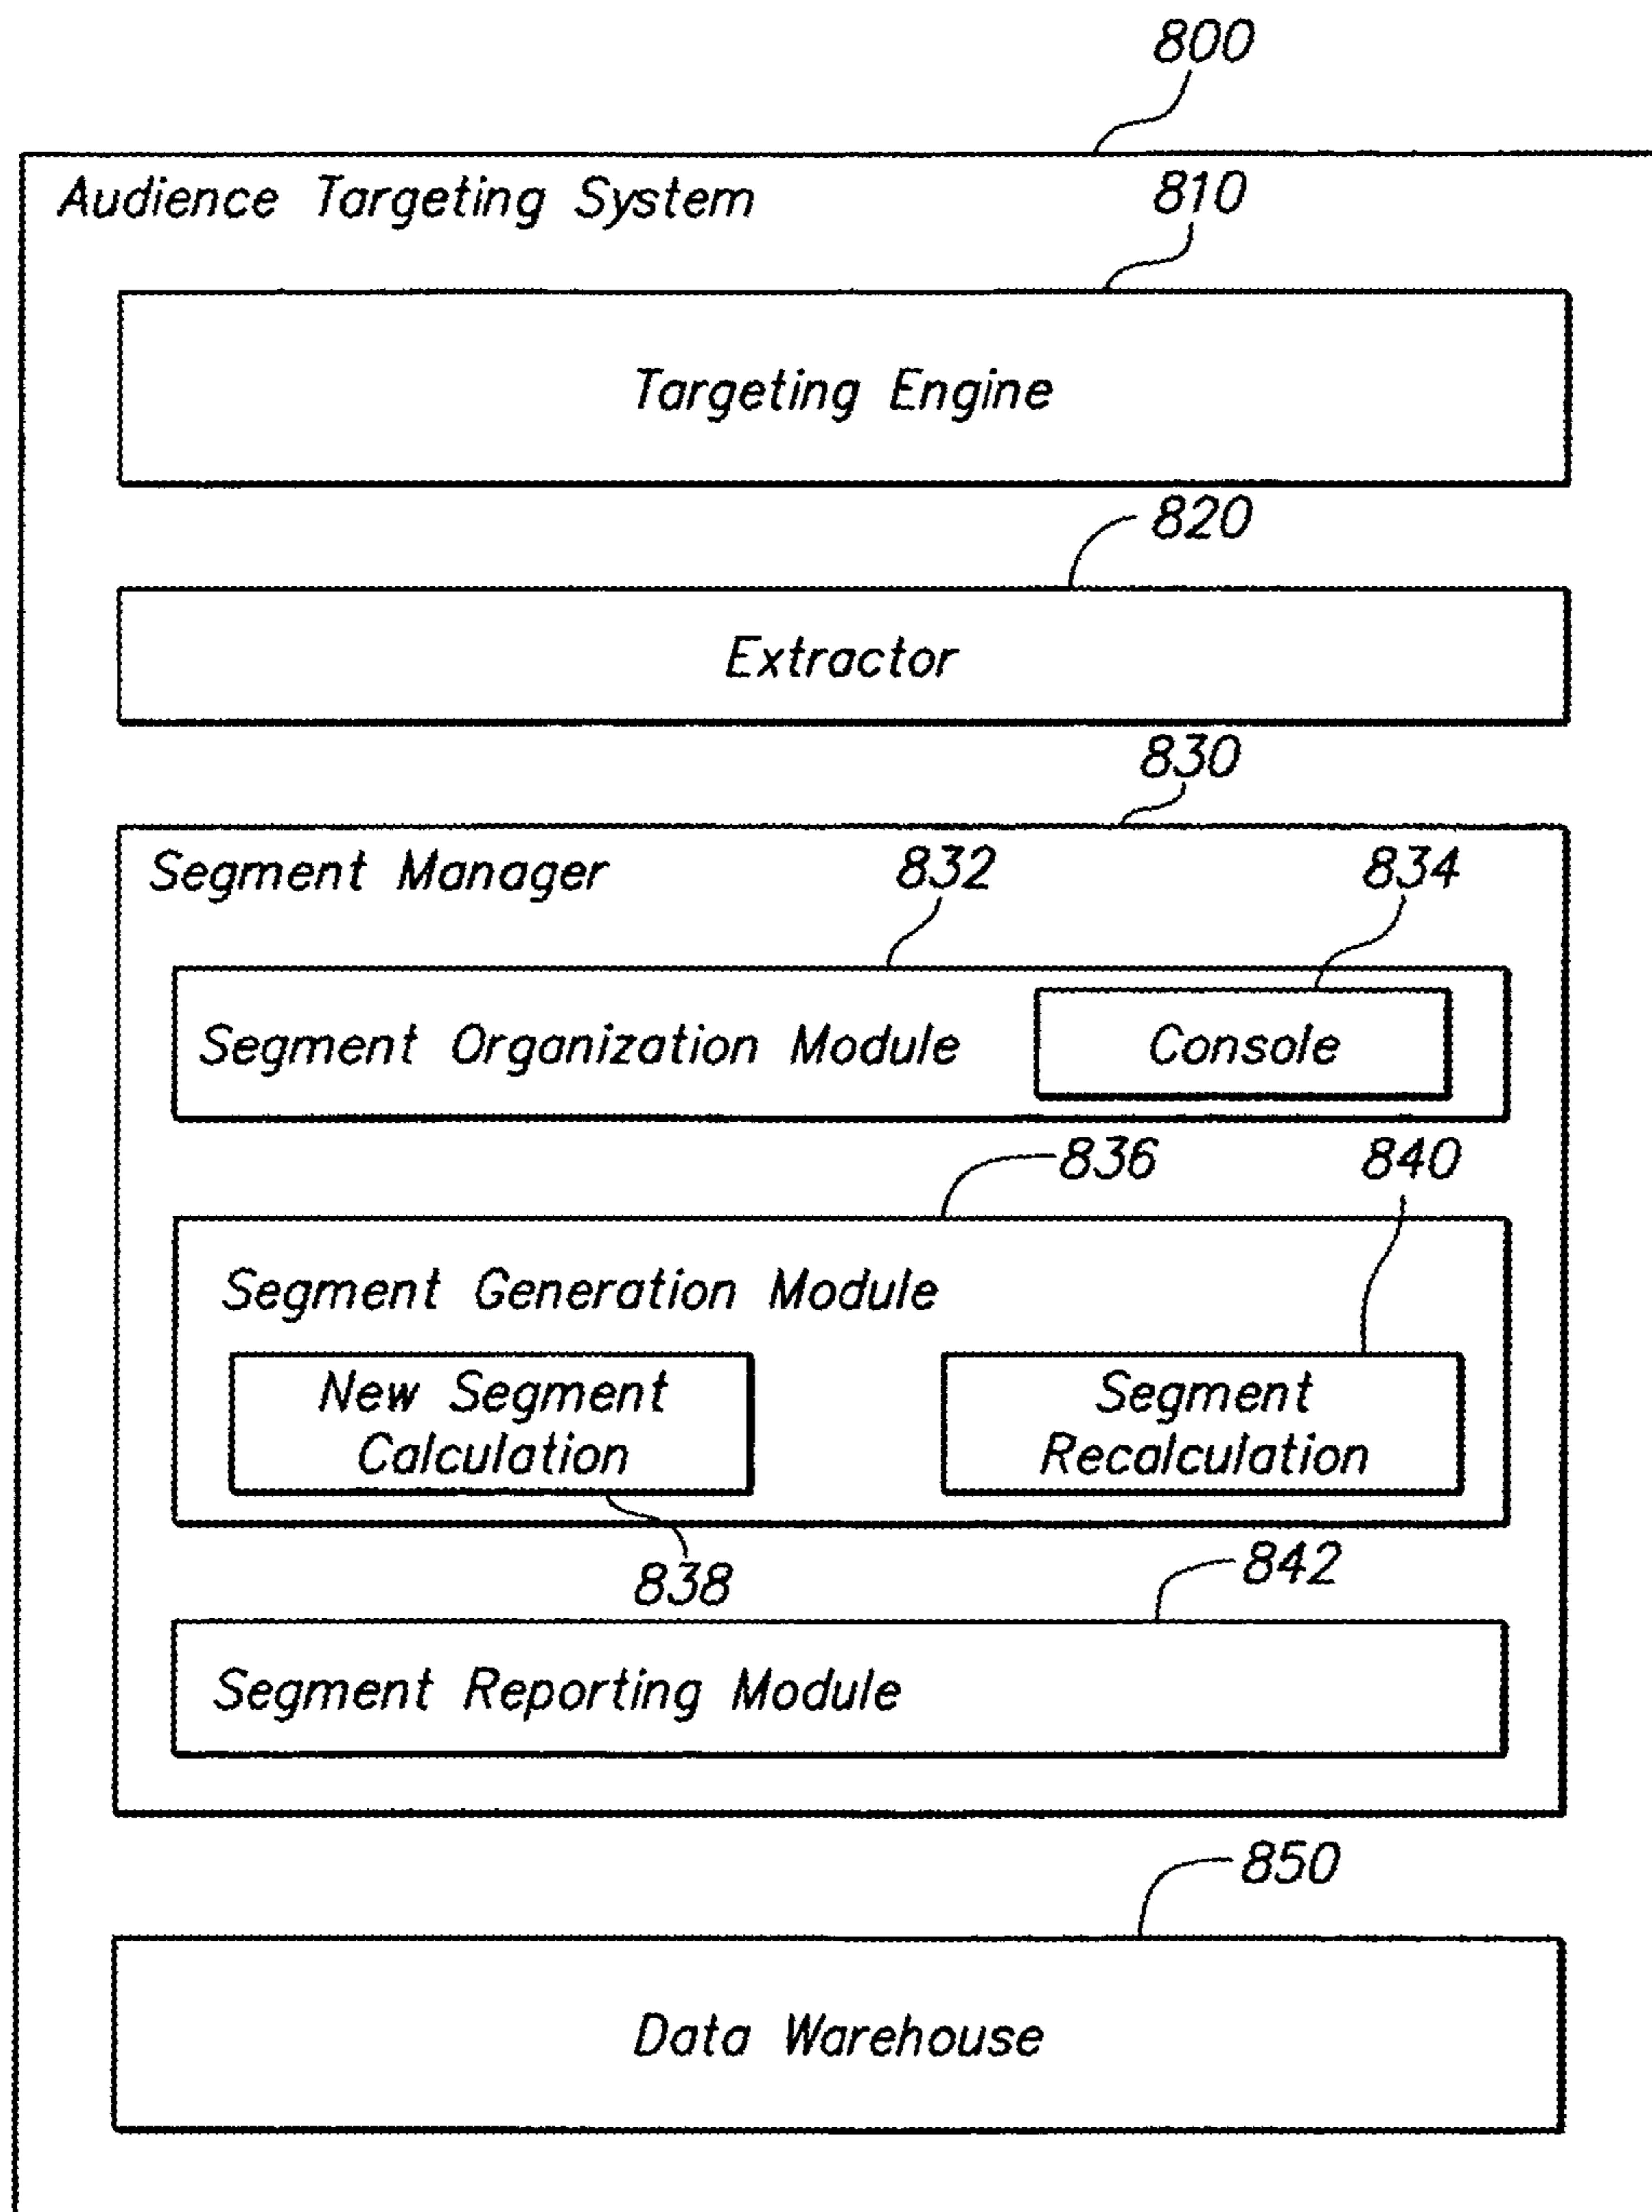 800
Audience Targeting System
810
Targeting Engine
820
Extractor
830
Segment Manager
832
834
Segment Organization Module
Console
836
840
Segment Generation Module
New Segment
Calculation
Segment
Recalculation
838
842
Segment Reporting Module
850
Data Warehouse